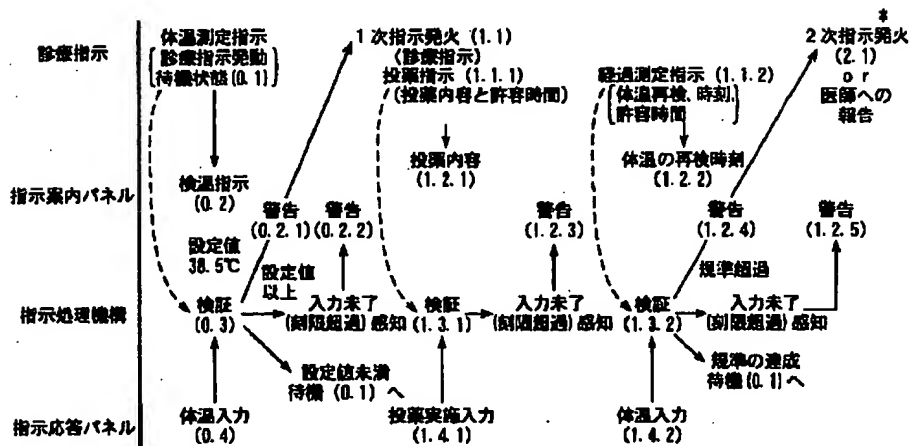 診療指示
体温測定指示
診療指示発動
待機状態(0.1)
1次指示発火 (1.1)
(診療指示)
投薬指示 (1.1.1)
(投薬内容と許容時間)
経過測定指示 (1.1.2)
体温再検、時刻、
許容時間
*
2次指示発火
(2.1)
or
医師への
報告
指示案内パネル
検温指示
(0.2)
投薬内容
(1.2.1)
体温の再検時刻
(1.2.2)
警告
(0.2.1)
警告
(0.2.2)
警告
(1.2.3)
警告
(1.2.4)
警告
(1.2.5)
設定値
38.5℃
設定値
以上
規準超過
指示処理機構
検証
(0.3)
入力未了
(刻限超過)感知
検証
(1.3.1)
入力未了
(刻限超過)感知
検証
(1.3.2)
入力未了
(刻限超過)感知
設定値未満
待機(0.1)へ
規準の達成
待機(0.1)へ
指示応答パネル
体温入力
(0.4)
投薬実施入力
(1.4.1)
体温入力
(1.4.2)